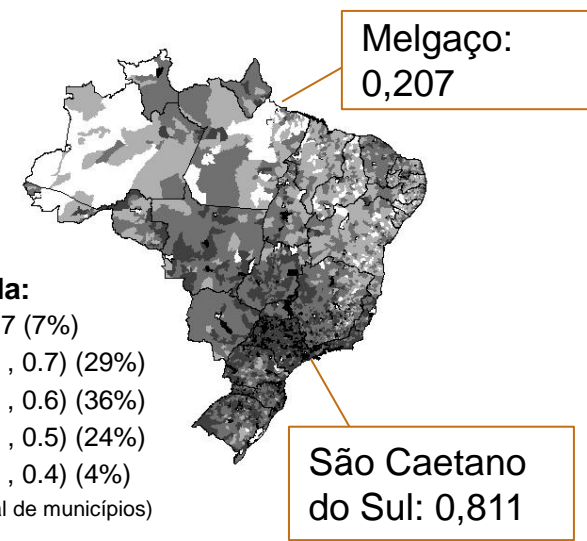 Melgaço:
0,207
da:
7 (7%)
, 0.7) (29%)
, 0.6) (36%)
, 0.5) (24%)
, 0.4) (4%)
al de municípios)
São Caetano
do Sul: 0,811